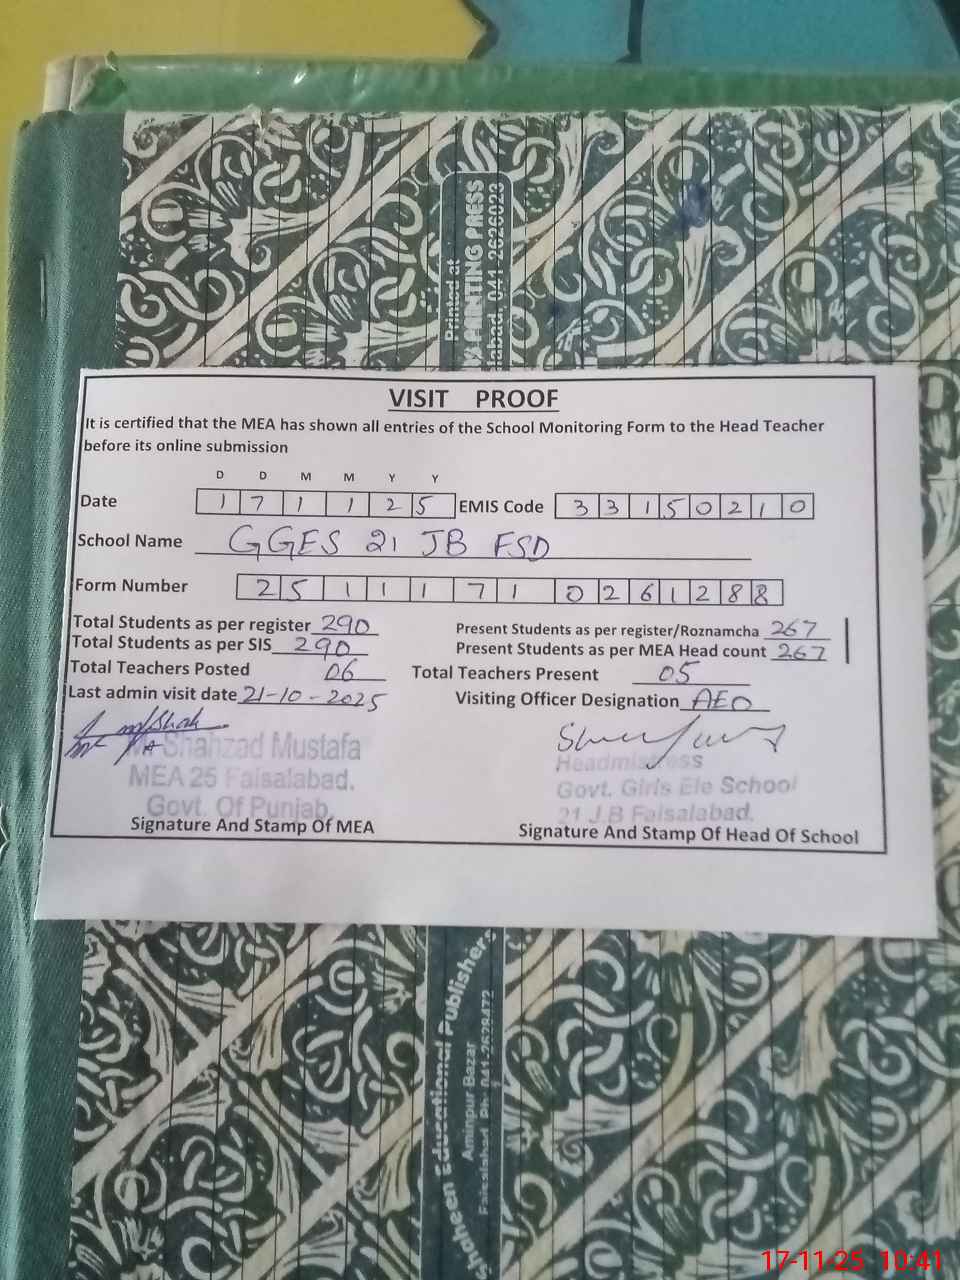 Printed at
PRINTING PRESS
labad, 041 2626023
VISIT PROOF
It is certified that the MEA has shown all entries of the School Monitoring Form to the Head Teacher
before its online submission
D D M M Y Y
Date 1 7 1 1 2 5 EMIS Code 3 3 1 5 0 2 1 0
School Name GGES 21 JB FSD
Form Number 2 5 1 1 1 7 1 0 2 6 1 2 8 8
Total Students as per register 290 Present Students as per register/Roznamcha 267
Total Students as per SIS 290 Present Students as per MEA Head count 267
Total Teachers Posted 06 Total Teachers Present 05
Last admin visit date 21-10-2025 Visiting Officer Designation AEO
Shahzad Mustafa
MEA 25 Faisalabad.
Govt. Of Punjab.
Signature And Stamp Of MEA
Headmistress
Govt. Girls Ele School
21 J.B Faisalabad.
Signature And Stamp Of Head Of School
Educational Publishers
Aminpur Bazar
Faisalabad. Ph: 041-2628472
17-11-25 10:41